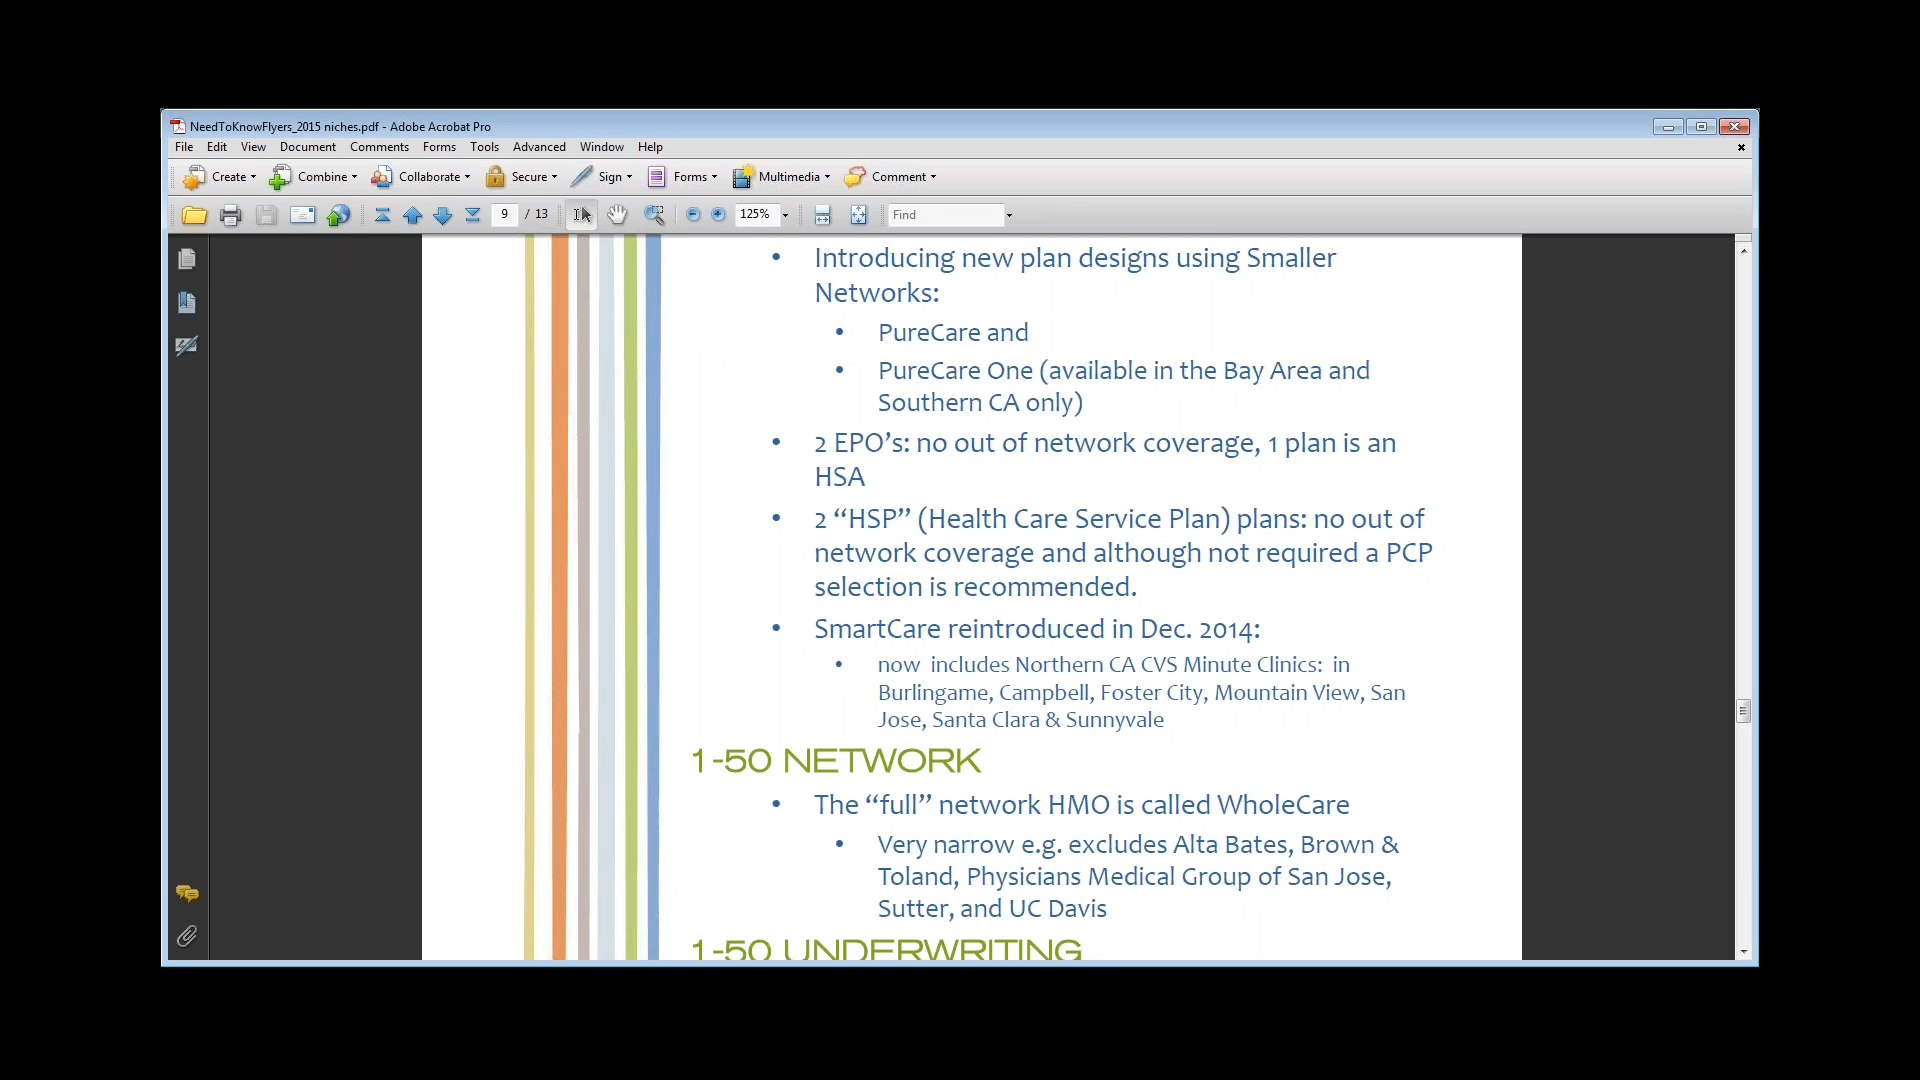 NeedToKnowFlyers_2015 niches.pdf - Adobe Acrobat Pro
File Edit View Document Comments Forms Tools Advanced Window Help
Create Combine Collaborate Secure Sign Forms Multimedia Comment
9 / 13 125% Find
• Introducing new plan designs using Smaller
Networks:
• PureCare and
• PureCare One (available in the Bay Area and
Southern CA only)
• 2 EPO’s: no out of network coverage, 1 plan is an
HSA
• 2 “HSP” (Health Care Service Plan) plans: no out of
network coverage and although not required a PCP
selection is recommended.
• SmartCare reintroduced in Dec. 2014:
• now includes Northern CA CVS Minute Clinics: in
Burlingame, Campbell, Foster City, Mountain View, San
Jose, Santa Clara & Sunnyvale
1-50 NETWORK
• The “full” network HMO is called WholeCare
• Very narrow e.g. excludes Alta Bates, Brown &
Toland, Physicians Medical Group of San Jose,
Sutter, and UC Davis
1-50 UNDERWRITING